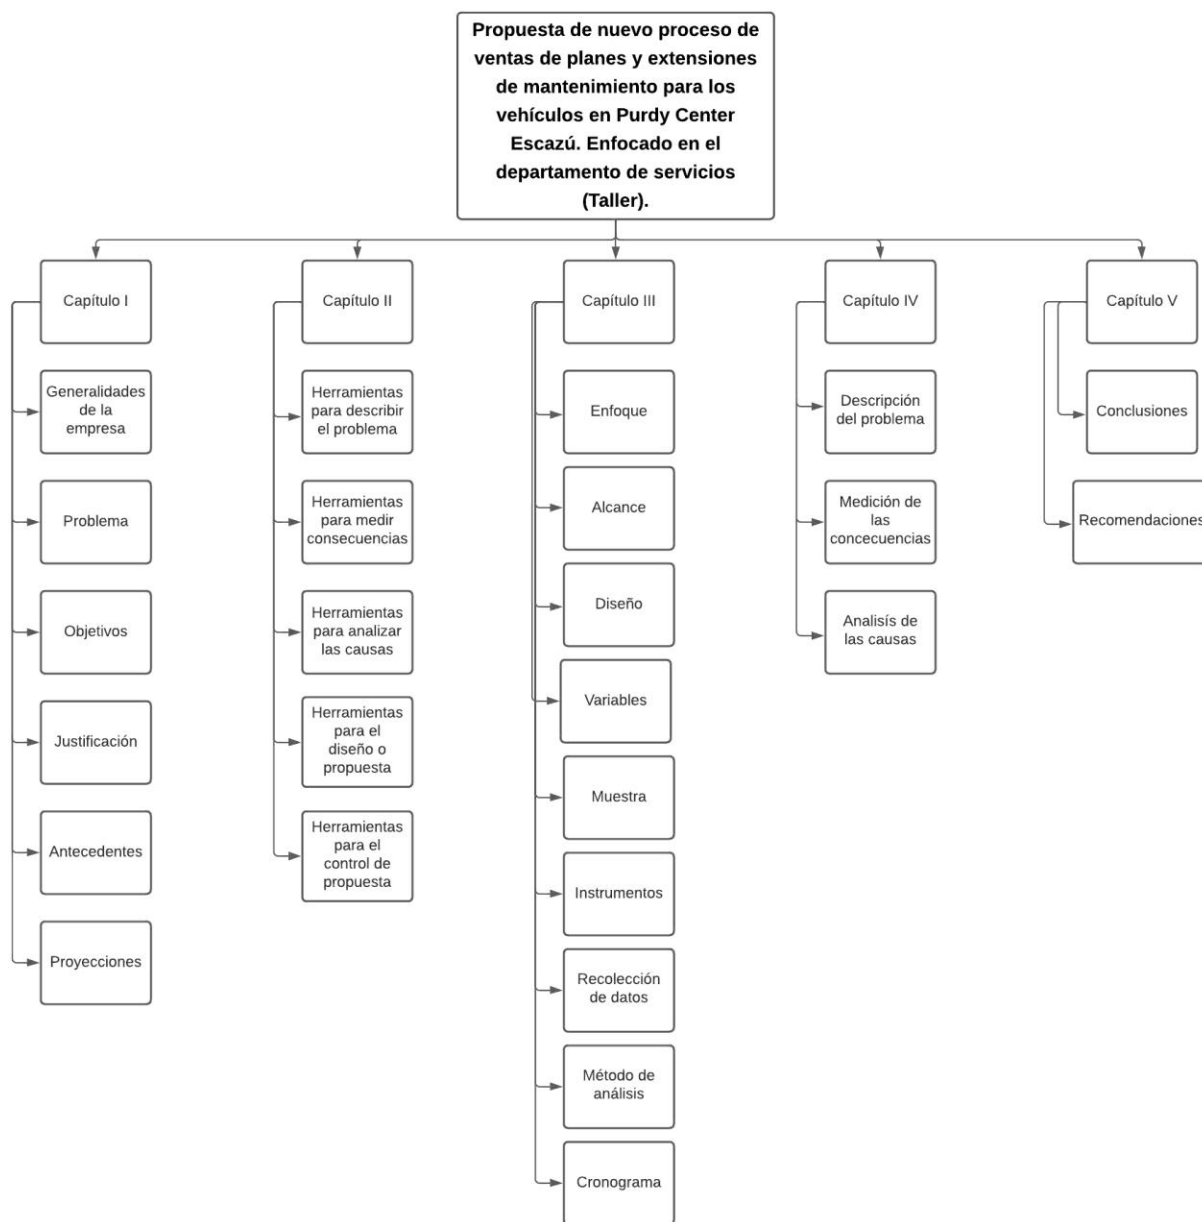 Propuesta de nuevo proceso de
ventas de planes y extensiones
de mantenimiento para los
vehículos en Purdy Center
Escazú. Enfocado en el
departamento de servicios
(Taller).
Capítulo I
Generalidades
de la
empresa
Problema
Objetivos
Justificación
Antecedentes
Proyecciones
Capítulo II
Herramientas
para describir
el problema
Herramientas
para medir
consecuencias
Herramientas
para analizar
las causas
Herramientas
para el
diseño o
propuesta
Herramientas
para el
control de
propuesta
Capítulo III
Enfoque
Alcance
Diseño
Variables
Muestra
Instrumentos
Recolección
de datos
Método de
análisis
Cronograma
Capítulo IV
Descripción
del problema
Medición de
las
concecuencias
Analisís de
las causas
Capítulo V
Conclusiones
Recomendaciones